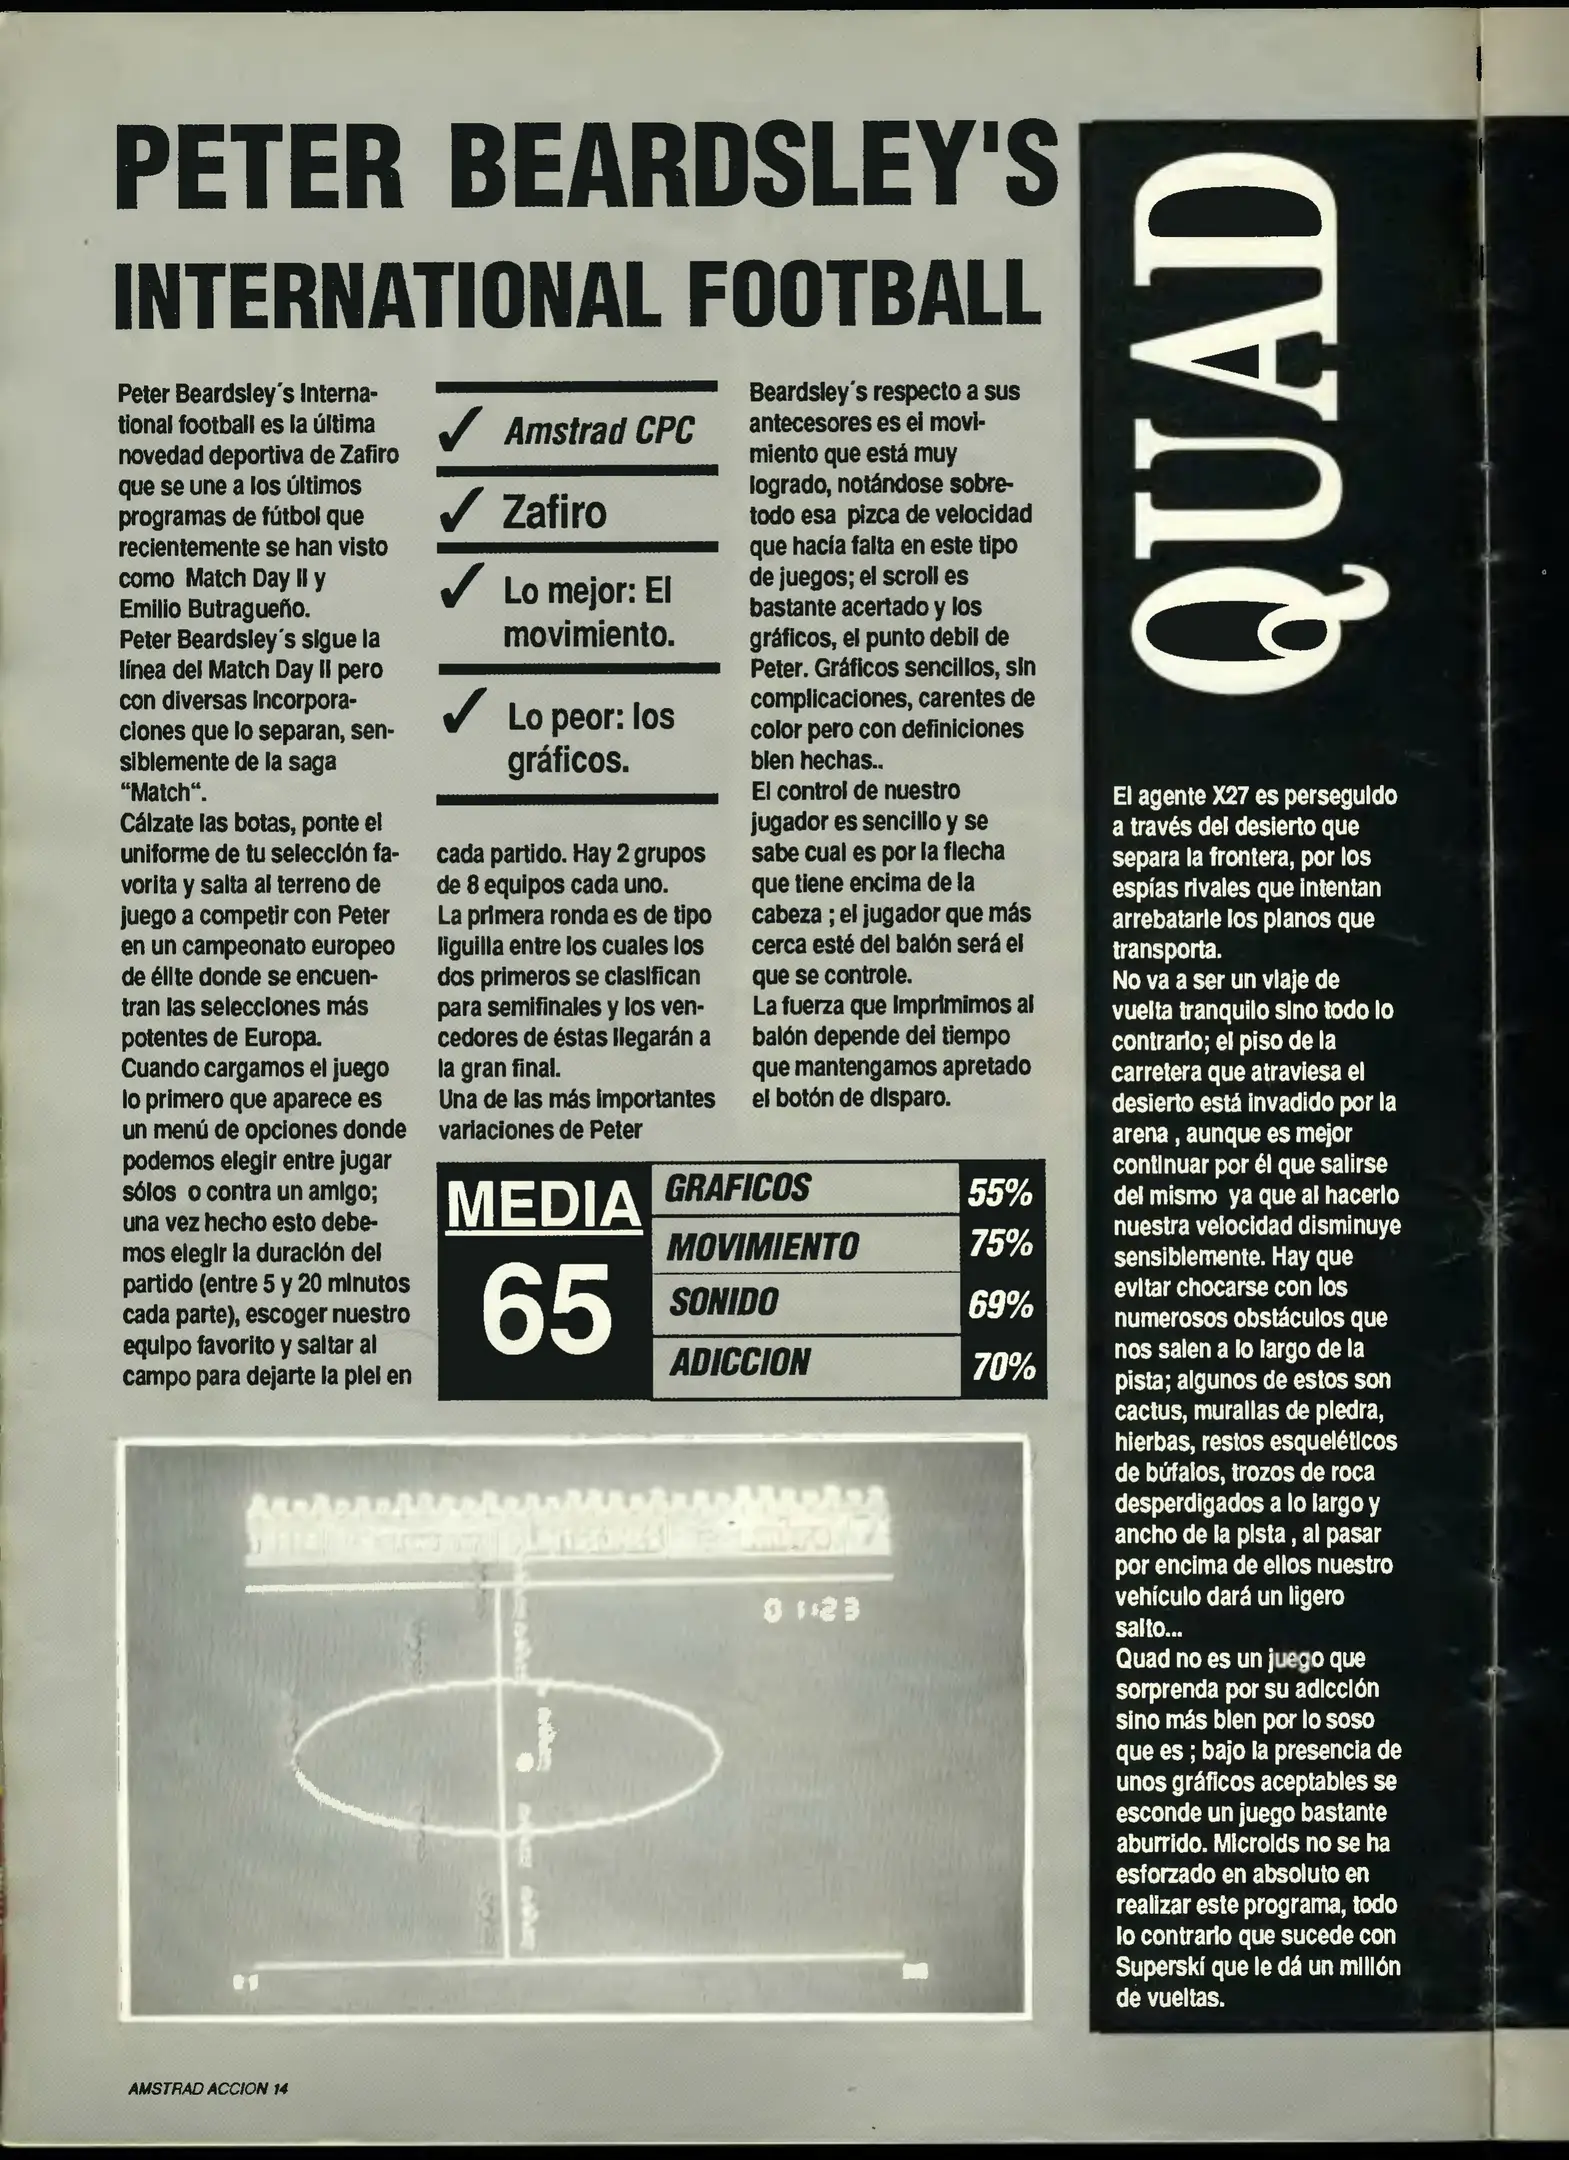 PETER BEARDSLEY'S
INTERNATIONAL FOOTBALL
Peter Beardsley´s Interna-
tional football es la última
novedad deportiva de Zafiro
que se une a los últimos
programas de fútbol que
recientemente se han visto
como Match Day II y
Emilio Butragueño.
Peter Beardsley´s sigue la
línea del Match Day II pero
con diversas Incorpora-
ciones que lo separan, sen-
siblemente de la saga
“Match“.
Cálzate las botas, ponte el
uniforme de tu selección fa-
vorita y salta al terreno de
juego a competir con Peter
en un campeonato europeo
de élite donde se encuen-
tran las selecciones más
potentes de Europa.
Cuando cargamos el juego
lo primero que aparece es
un menú de opciones donde
podemos elegir entre jugar
sólos o contra un amigo;
una vez hecho esto debe-
mos elegir la duración del
partido (entre 5 y 20 minutos
cada parte), escoger nuestro
equipo favorito y saltar al
campo para dejarte la piel en
✓ Amstrad CPC
✓ Zafiro
✓ Lo mejor: El
movimiento.
✓ Lo peor: los
gráficos.
cada partido. Hay 2 grupos
de 8 equipos cada uno.
La primera ronda es de tipo
liguilla entre los cuales los
dos primeros se clasifican
para semifinales y los ven-
cedores de éstas llegarán a
la gran final.
Una de las más importantes
variaciones de Peter
Beardsley´s respecto a sus
antecesores es el movi-
miento que está muy
logrado, notándose sobre-
todo esa pizca de velocidad
que hacía falta en este tipo
de juegos; el scroll es
bastante acertado y los
gráficos, el punto debil de
Peter. Gráficos sencillos, sin
complicaciones, carentes de
color pero con definiciones
bien hechas..
El control de nuestro
jugador es sencillo y se
sabe cual es por la flecha
que tiene encima de la
cabeza ; el jugador que más
cerca esté del balón será el
que se controle.
La fuerza que imprimimos al
balón depende del tiempo
que mantengamos apretado
el botón de disparo.
MEDIA
65
GRAFICOS 55%
MOVIMIENTO 75%
SONIDO 69%
ADICCION 70%
01:23
AMSTRAD ACCION 14
QUAD
El agente X27 es perseguido
a través del desierto que
separa la frontera, por los
espías rivales que intentan
arrebatarle los planos que
transporta.
No va a ser un viaje de
vuelta tranquilo sino todo lo
contrario; el piso de la
carretera que atraviesa el
desierto está invadido por la
arena , aunque es mejor
continuar por él que salirse
del mismo ya que al hacerlo
nuestra velocidad disminuye
sensiblemente. Hay que
evitar chocarse con los
numerosos obstáculos que
nos salen a lo largo de la
pista; algunos de estos son
cactus, murallas de piedra,
hierbas, restos esqueléticos
de búfalos, trozos de roca
desperdigados a lo largo y
ancho de la pista , al pasar
por encima de ellos nuestro
vehículo dará un ligero
salto...
Quad no es un juego que
sorprenda por su adicción
sino más bien por lo soso
que es ; bajo la presencia de
unos gráficos aceptables se
esconde un juego bastante
aburrido. Microids no se ha
esforzado en absoluto en
realizar este programa, todo
lo contrario que sucede con
Superskí que le dá un millón
de vueltas.